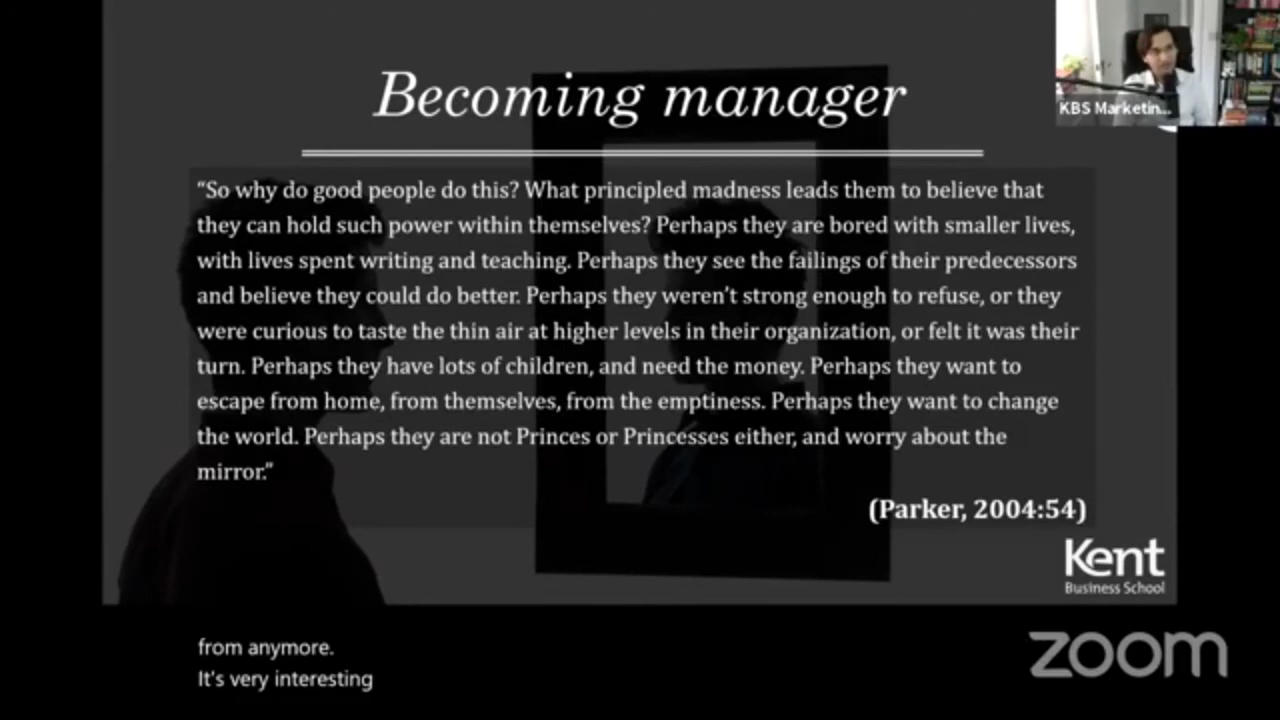 Becoming manager
KBS Marketin...
“So why do good people do this? What principled madness leads them to believe that
they can hold such power within themselves? Perhaps they are bored with smaller lives,
with lives spent writing and teaching. Perhaps they see the failings of their predecessors
and believe they could do better. Perhaps they weren’t strong enough to refuse, or they
were curious to taste the thin air at higher levels in their organization, or felt it was their
turn. Perhaps they have lots of children, and need the money. Perhaps they want to
escape from home, from themselves, from the emptiness. Perhaps they want to change
the world. Perhaps they are not Princes or Princesses either, and worry about the
mirror.”
(Parker, 2004:54)
Kent
Business School
from anymore.
It's very interesting
zoom